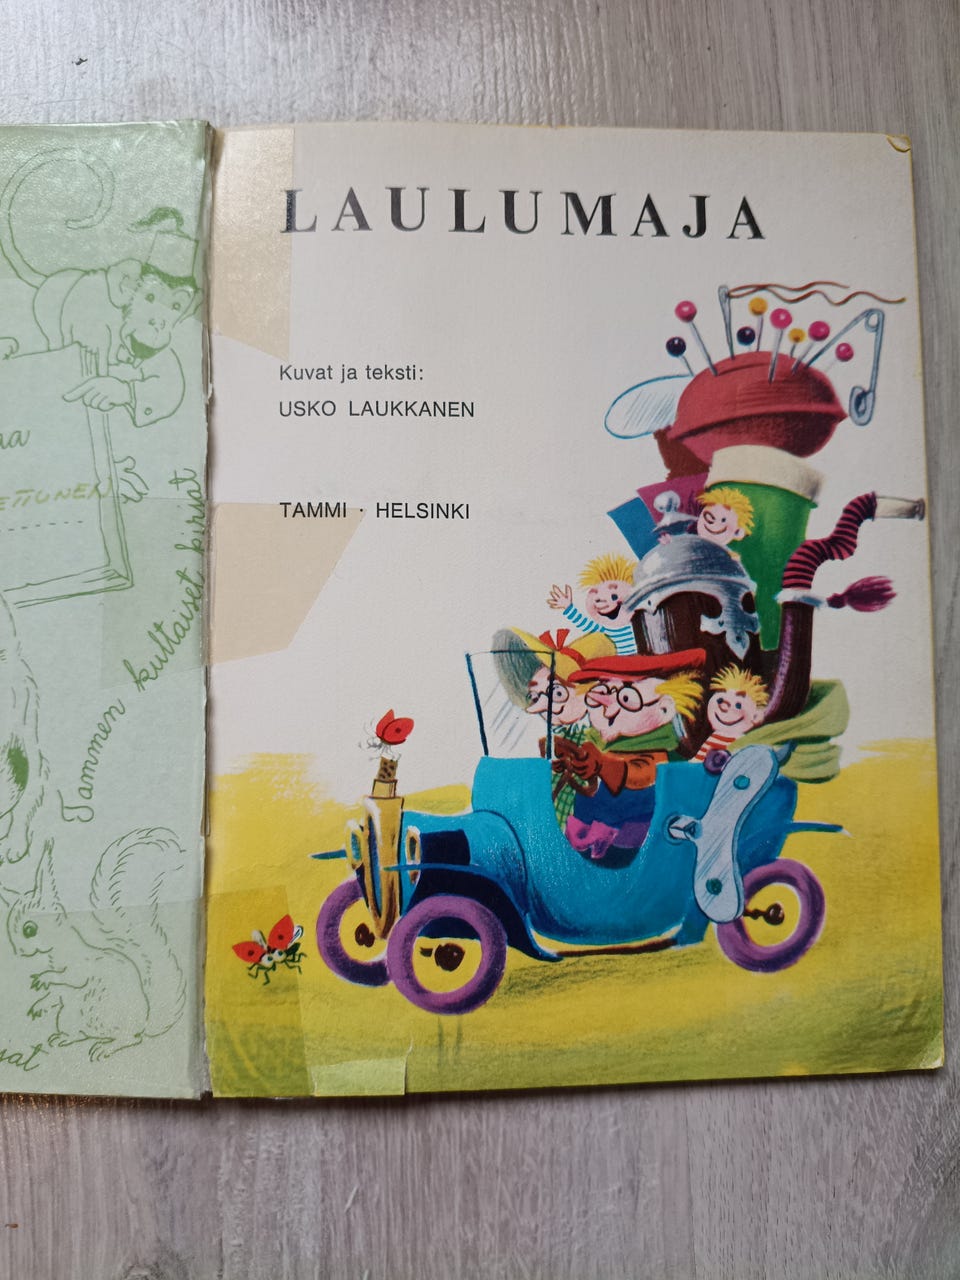 LAULUMAJA
Kuvat ja teksti:
USKO LAUKKANEN
TAMMI · HELSINKI
Tammen kultaiset kirjat